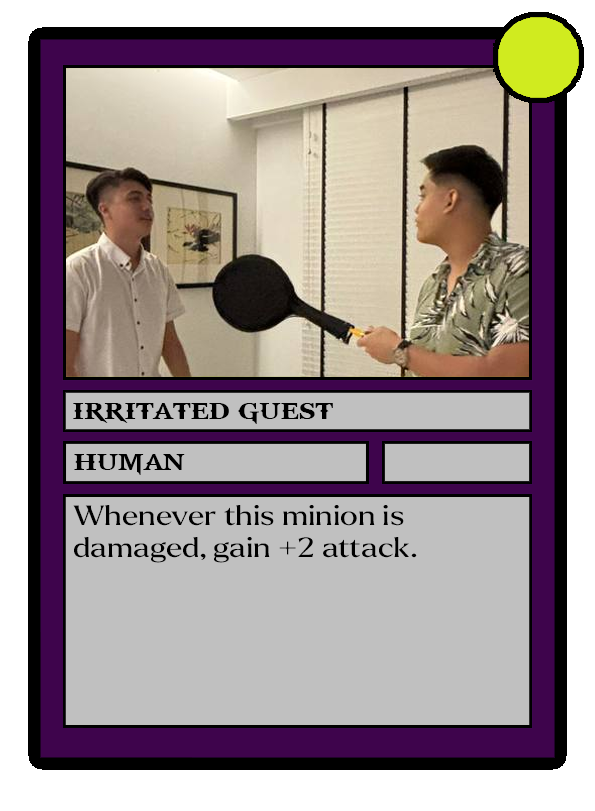 IRRITATED GUEST
HUMAN
Whenever this minion is
damaged, gain +2 attack.